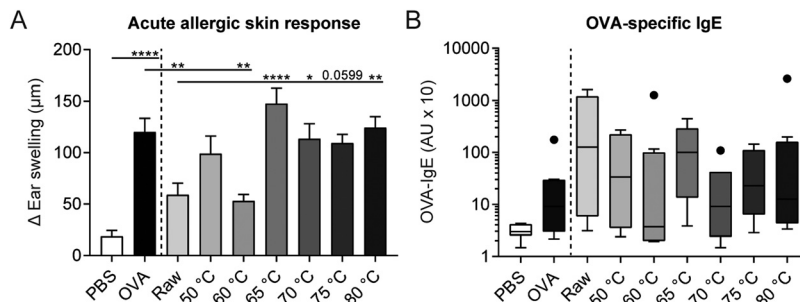 A
Acute allergic skin response
Δ Ear swelling (µm)
200
150
100
50
0
****
** **
**** * 0.0599 **
PBS OVA Raw 50 °C 60 °C 65 °C 70 °C 75 °C 80 °C
B
OVA-specific IgE
OVA-IgE (AU x 10)
10000
1000
100
10
1
PBS OVA Raw 50 °C 60 °C 65 °C 70 °C 75 °C 80 °C